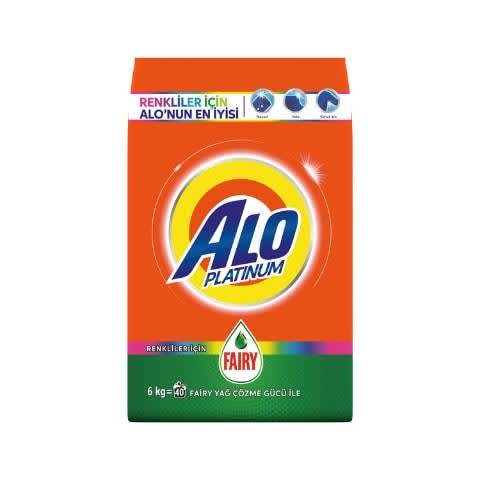 RENKLİLER İÇİN
ALO'NUN EN İYİSİ
ALO
PLATINUM
RENKLİLER İÇİN
FAIRY
6 kg= 40 FAIRY YAĞ ÇÖZME GÜCÜ İLE